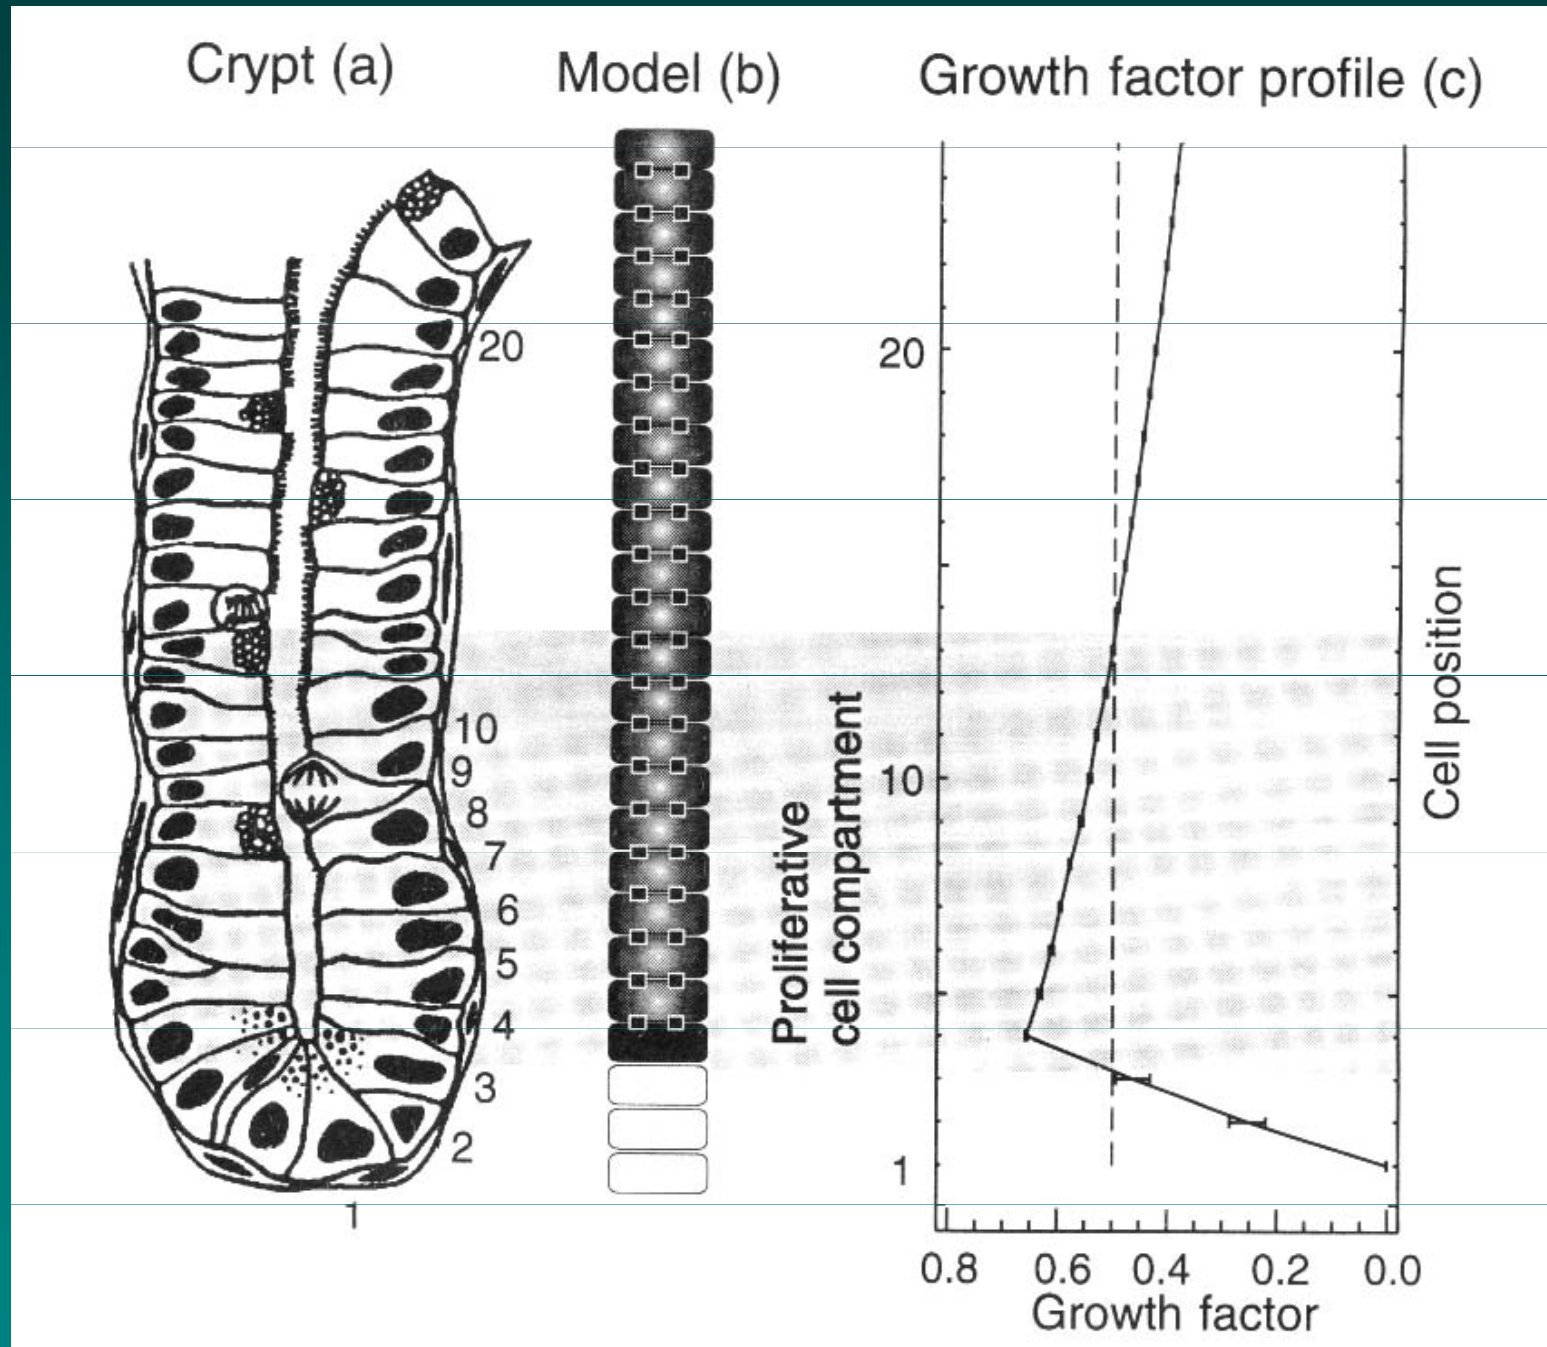 Crypt (a)
Model (b)
Growth factor profile (c)
20
10
9
8
7
6
5
4
3
2
1
Proliferative
cell compartment
20
10
1
0.8 0.6 0.4 0.2 0.0
Growth factor
Cell position